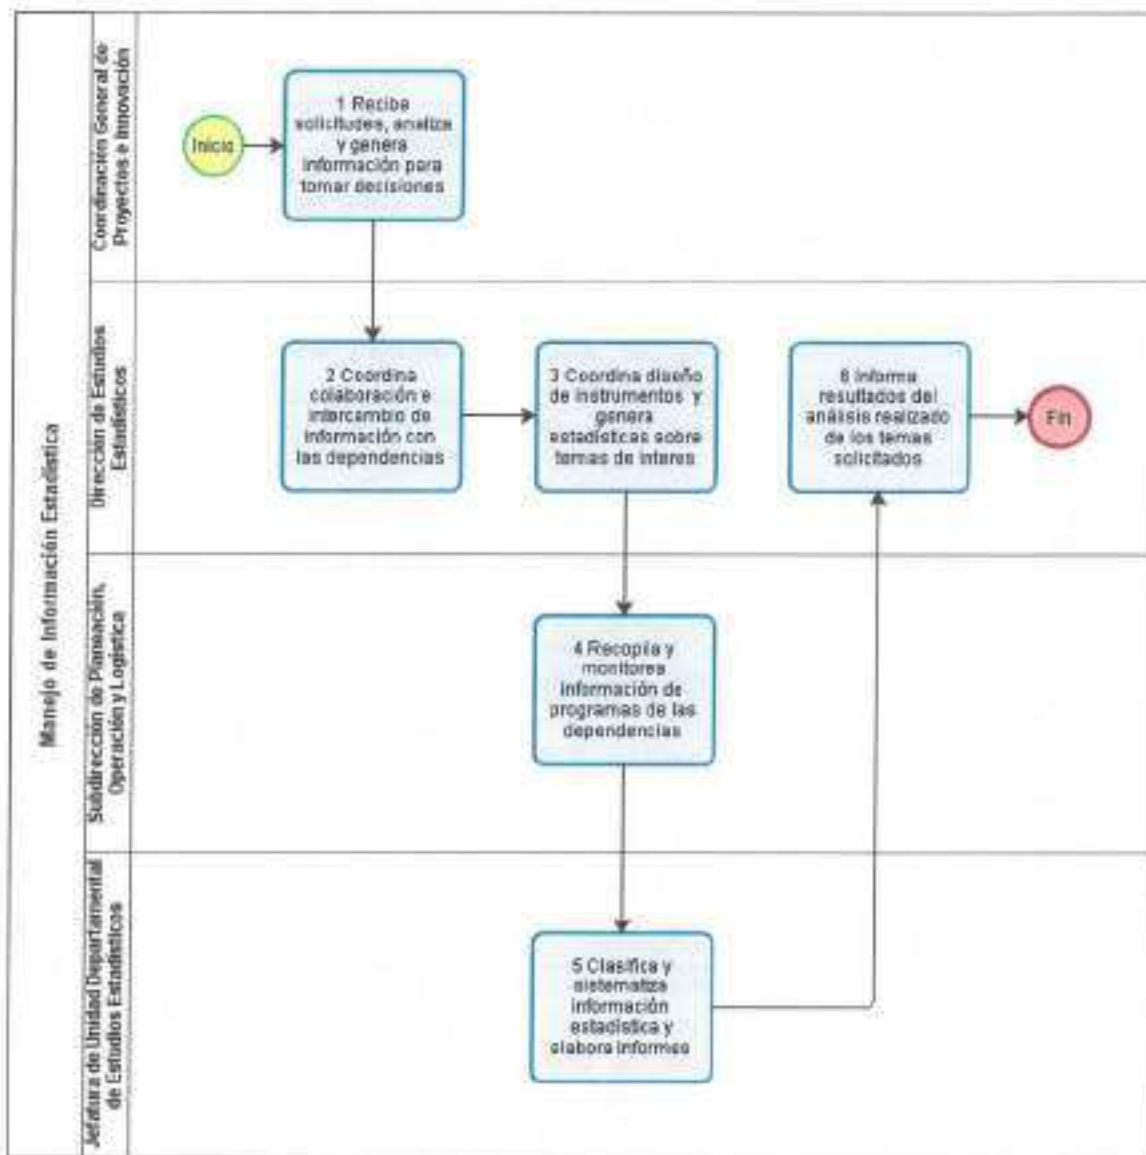 Manejo de Información Estadística
Coordinación General de
Proyectos e Innovación
Inicio
1 Recibe
solicitudes, analiza
y genera
información para
tomar decisiones
Dirección de Estudios
Estadísticos
2 Coordina
colaboración e
intercambio de
información con
las dependencias
3 Coordina diseño
de instrumentos y
genera
estadísticas sobre
temas de interes
6 Informa
resultados del
análisis realizado
de los temas
solicitados
Fin
Subdirección de Planeación,
Operación y Logística
4 Recopila y
monitorea
información de
programas de las
dependencias
Jefatura de Unidad Departamental
de Estudios Estadísticos
5 Clasifica y
sistematiza
información
estadística y
elabora informes